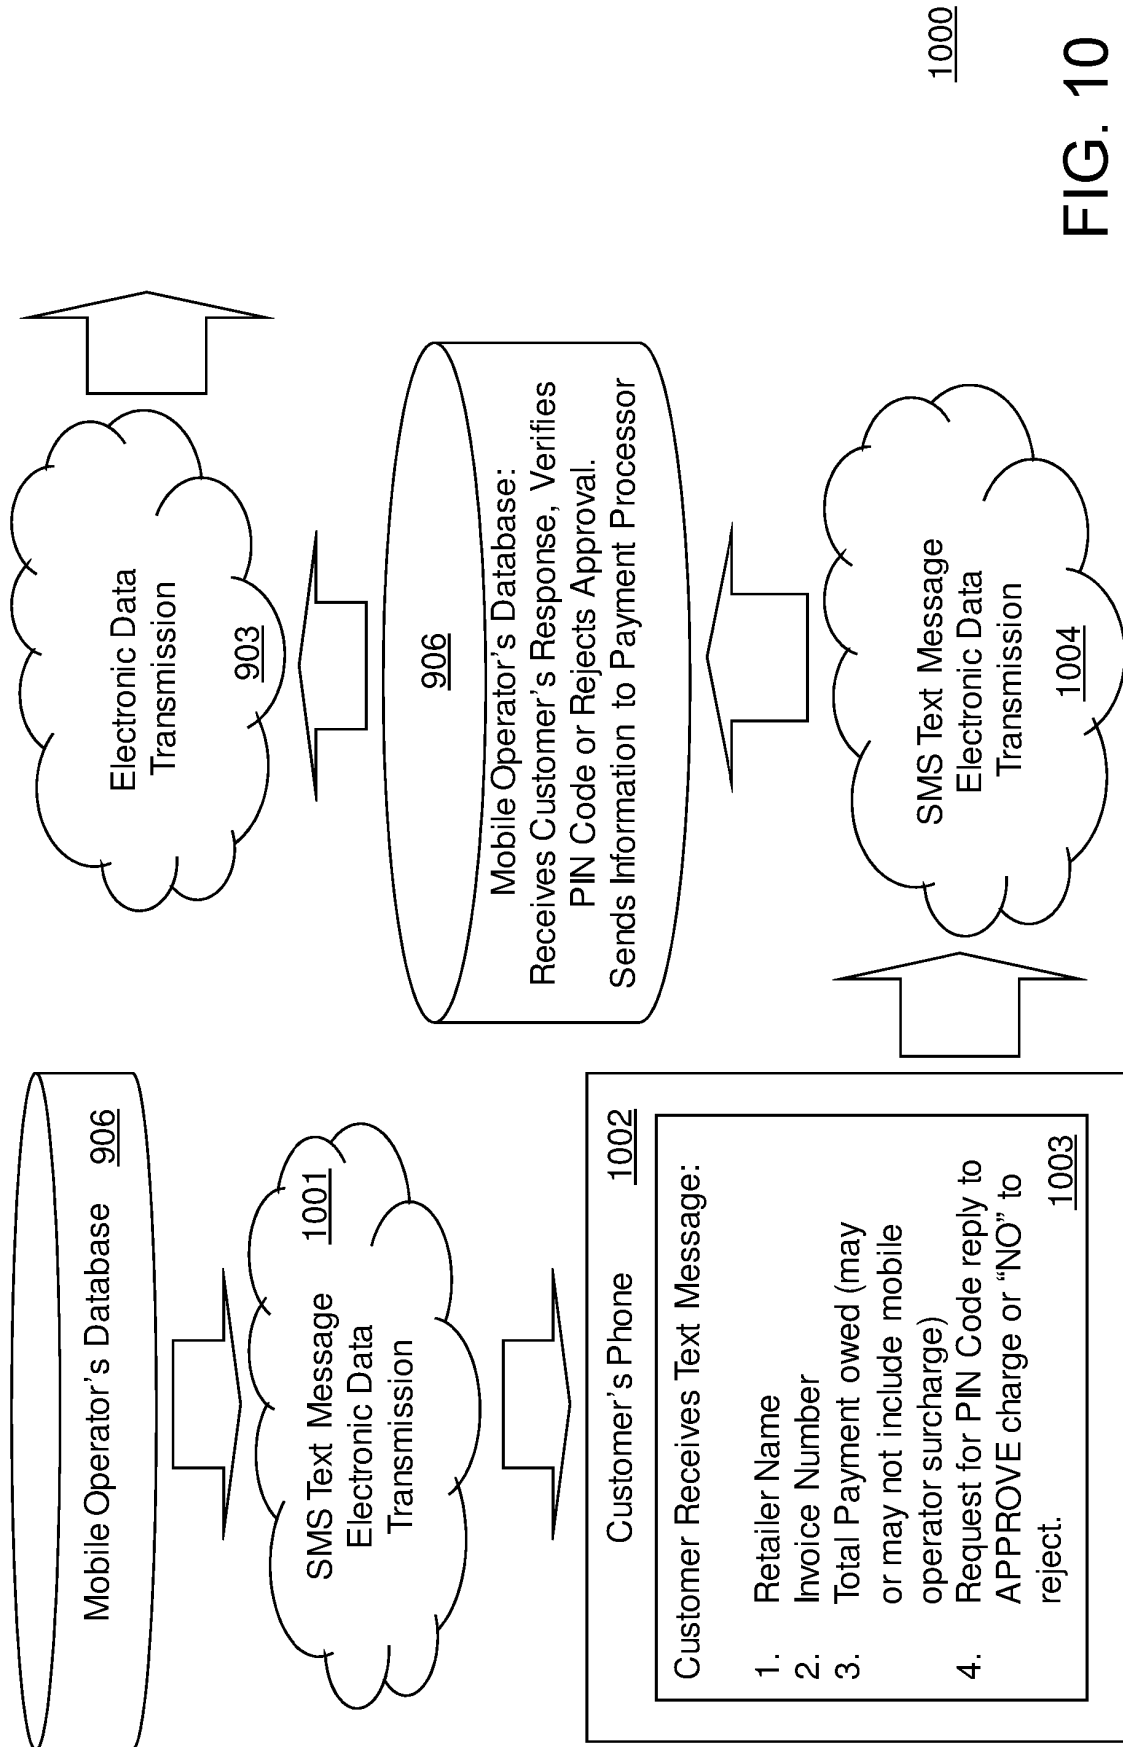 Mobile Operator's Database
906
SMS Text Message
Electronic Data
Transmission
1001
Customer's Phone
1002
Customer Receives Text Message:
1. Retailer Name
2. Invoice Number
3. Total Payment owed (may
or may not include mobile
operator surcharge)
4. Request for PIN Code reply to
APPROVE charge or “NO” to
reject.
1003
SMS Text Message
Electronic Data
Transmission
1004
906
Mobile Operator's Database:
Receives Customer's Response, Verifies
PIN Code or Rejects Approval.
Sends Information to Payment Processor
Electronic Data
Transmission
903
1000
FIG. 10